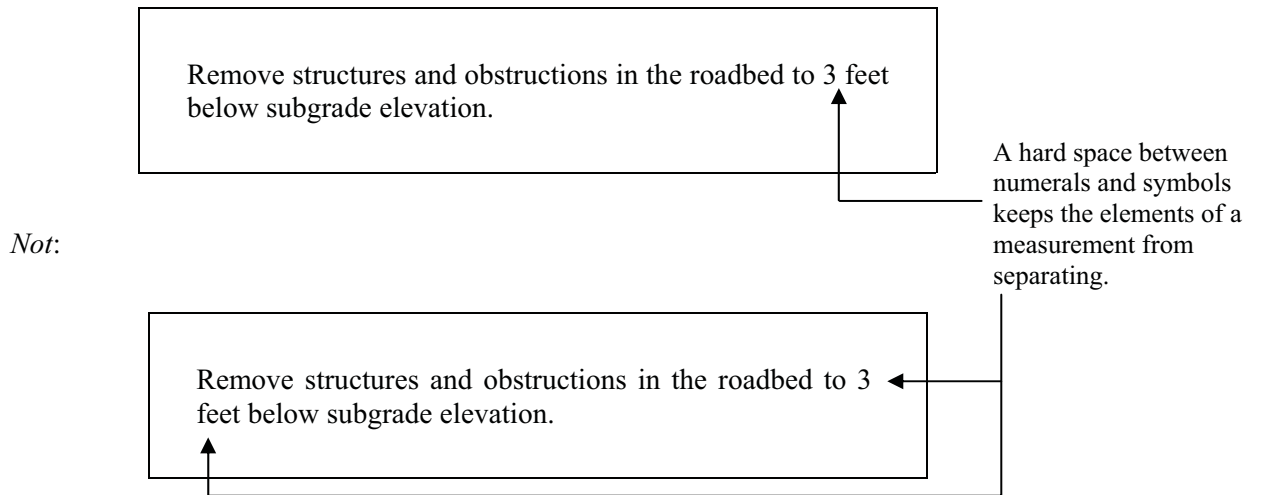 Remove structures and obstructions in the roadbed to 3 feet
below subgrade elevation.
A hard space between
numerals and symbols
keeps the elements of a
measurement from
separating.
Not:
Remove structures and obstructions in the roadbed to 3
feet below subgrade elevation.